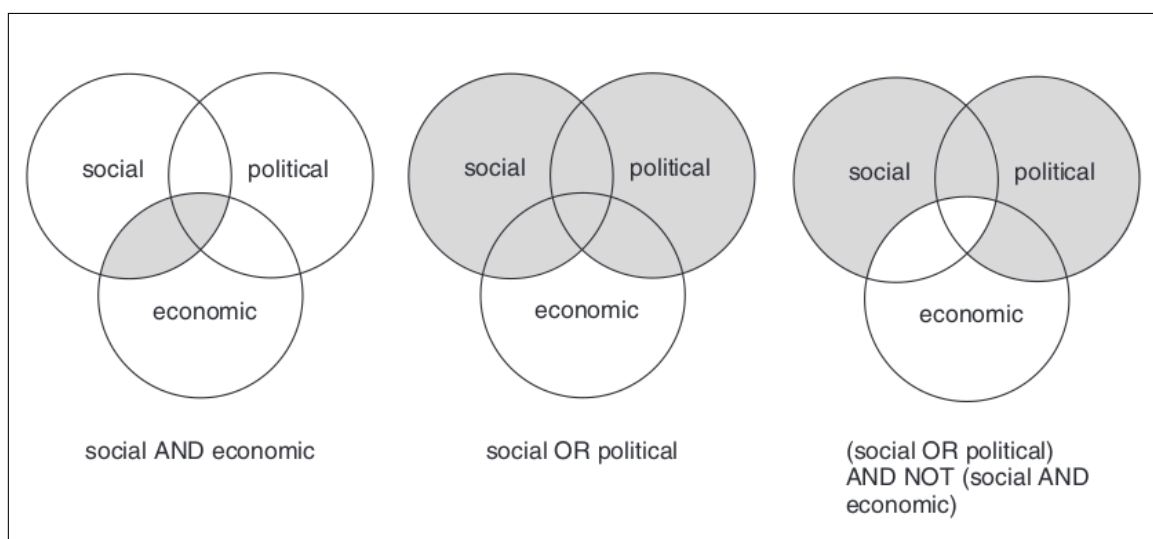 social political
economic
social AND economic
social political
economic
social OR political
social political
economic
(social OR political)
AND NOT (social AND
economic)